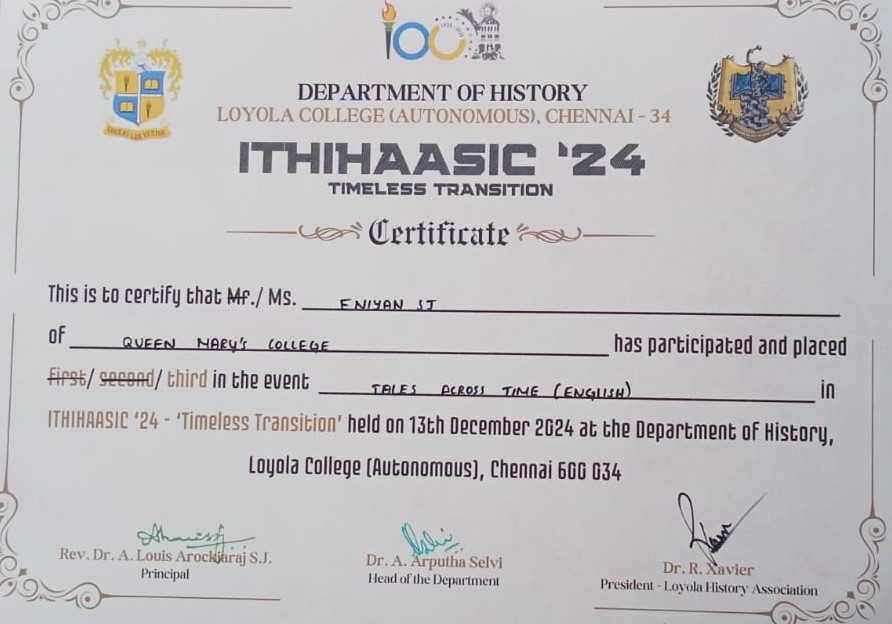 100
DEPARTMENT OF HISTORY
LOYOLA COLLEGE (AUTONOMOUS), CHENNAI - 34
ITHIHAASIC '24
TIMELESS TRANSITION
Certificate
This is to certify that Mr./ Ms. ENIYAN SJ
of QUEEN MARY'S COLLEGE has participated and placed
first/ second/ third in the event TALES ACROSS TIME (ENGLISH) in
ITHIHAASIC '24 - 'Timeless Transition' held on 13th December 2024 at the Department of History,
Loyola College (Autonomous), Chennai 600 034
Rev. Dr. A. Louis Arockiaraj S.J.
Principal
Dr. A. Arputha Selvi
Head of the Department
Dr. R. Xavier
President - Loyola History Association